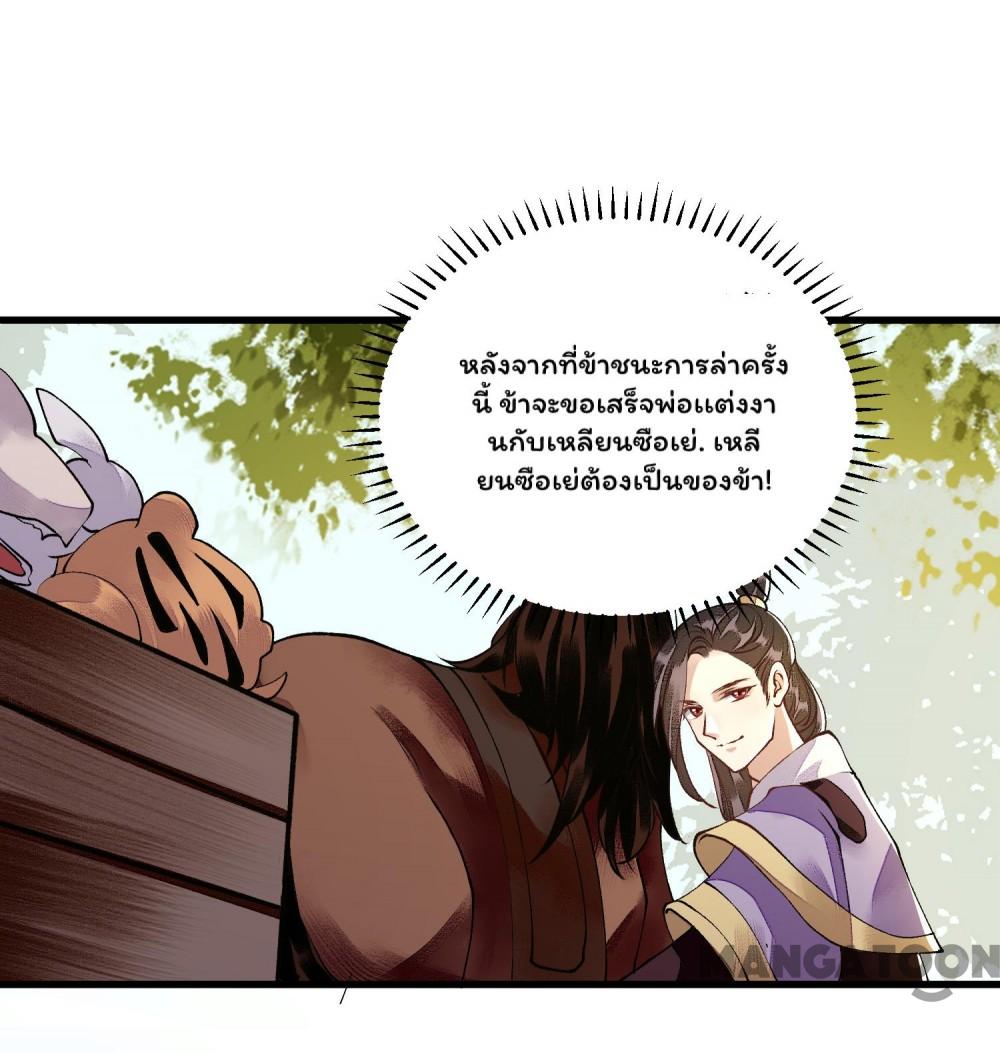 หลังจากที่ข้าชนะการล่าครั้ง
นี้ ข้าจะขอเสร็จพ่อแต่งงา
นกับเหลียนซือเย่. เหลี
ยนซือเย่ต้องเป็นของข้า!
MANGATOON